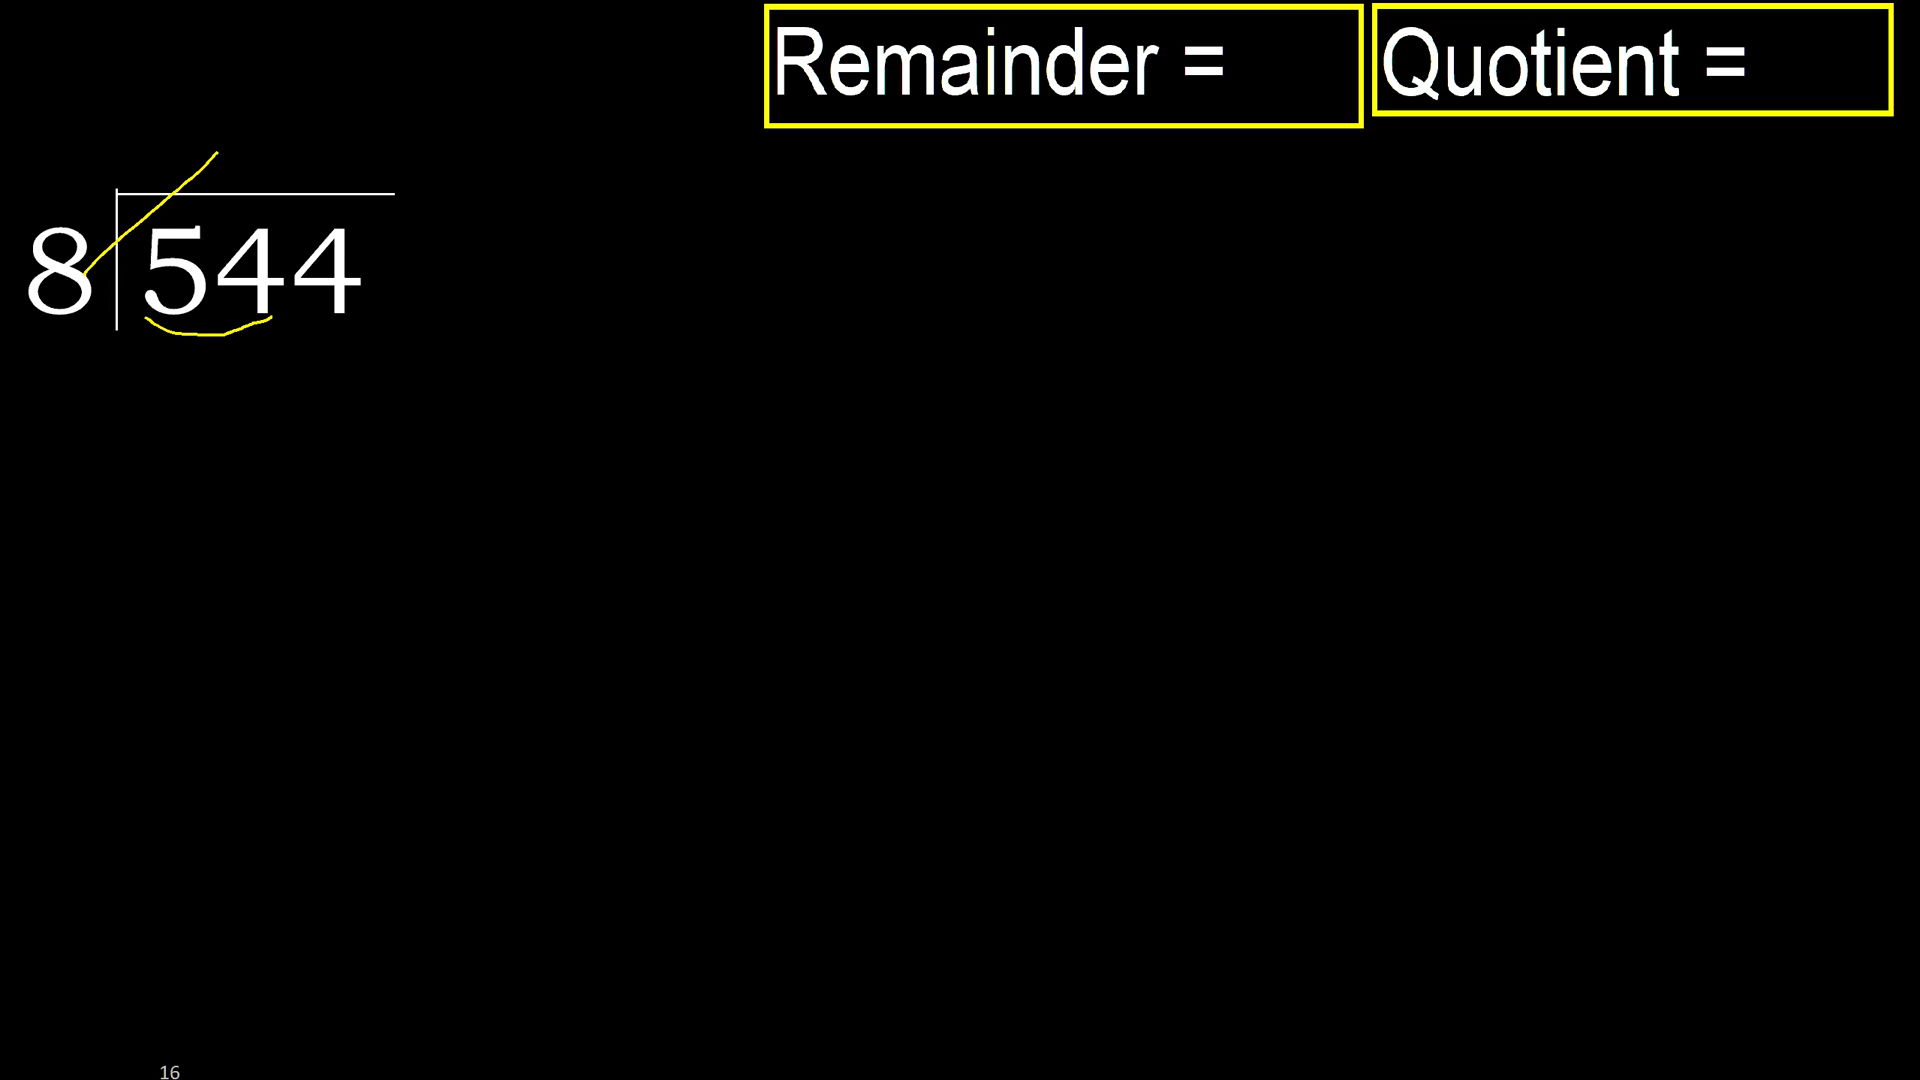 Remainder = Quotient =
8 544
16